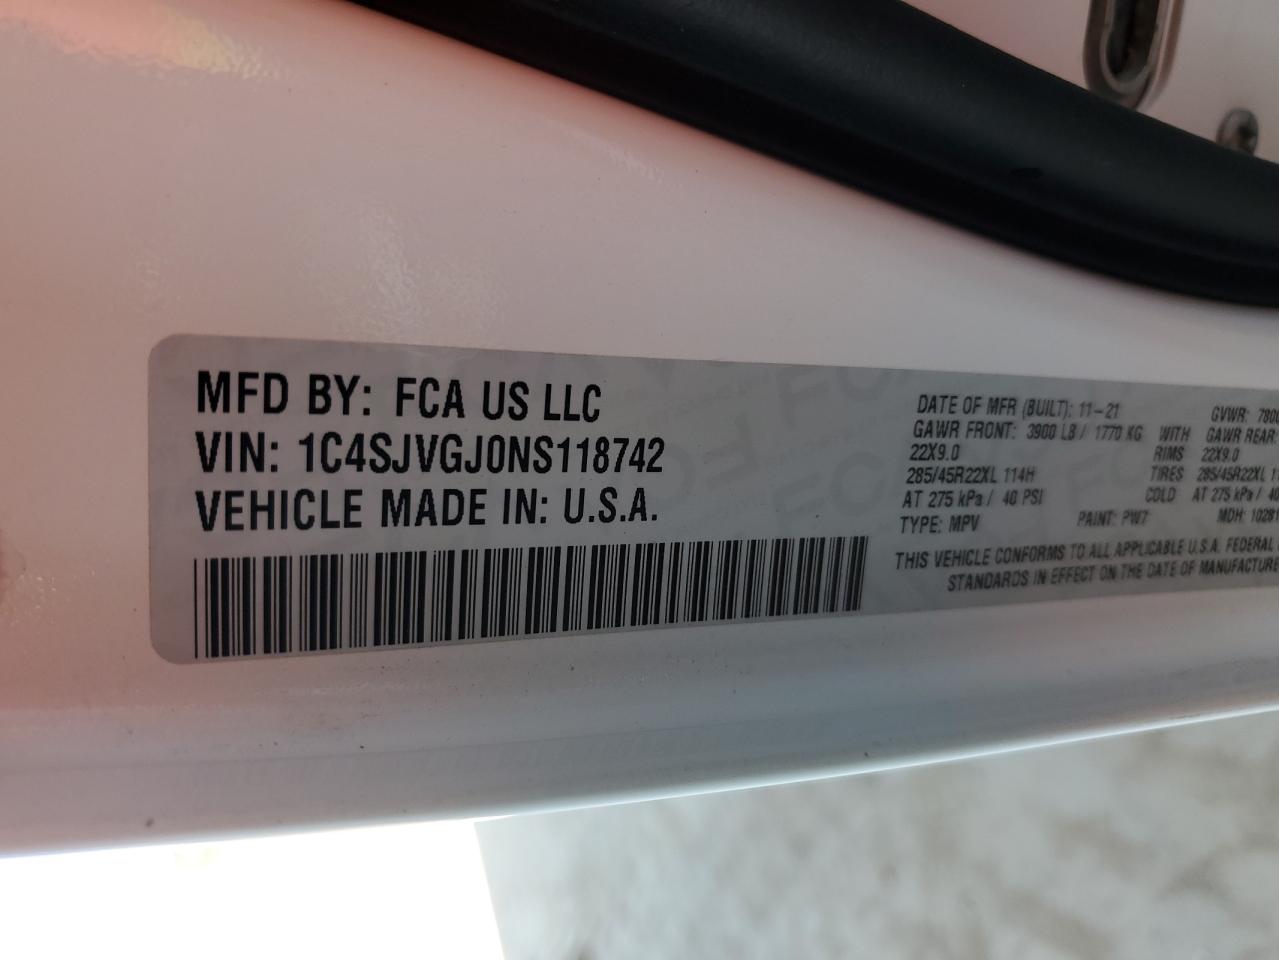 MFD BY: FCA US LLC
VIN: 1C4SJVGJ0NS118742
VEHICLE MADE IN: U.S.A.
DATE OF MFR (BUILT): 11-21 GVWR: 7800
GAWR FRONT: 3900 LB / 1770 KG WITH GAWR REAR
22X9.0 RIMS 22X9.0
285/45R22XL 114H TIRES 285/45R22XL
AT 275 kPa / 40 PSI COLD AT 275 kPa /
TYPE: MPV PAINT: PW7 MDH:
THIS VEHICLE CONFORMS TO ALL APPLICABLE U.S.A. FEDERAL
STANDARDS IN EFFECT ON THE DATE OF MANUFACTURE